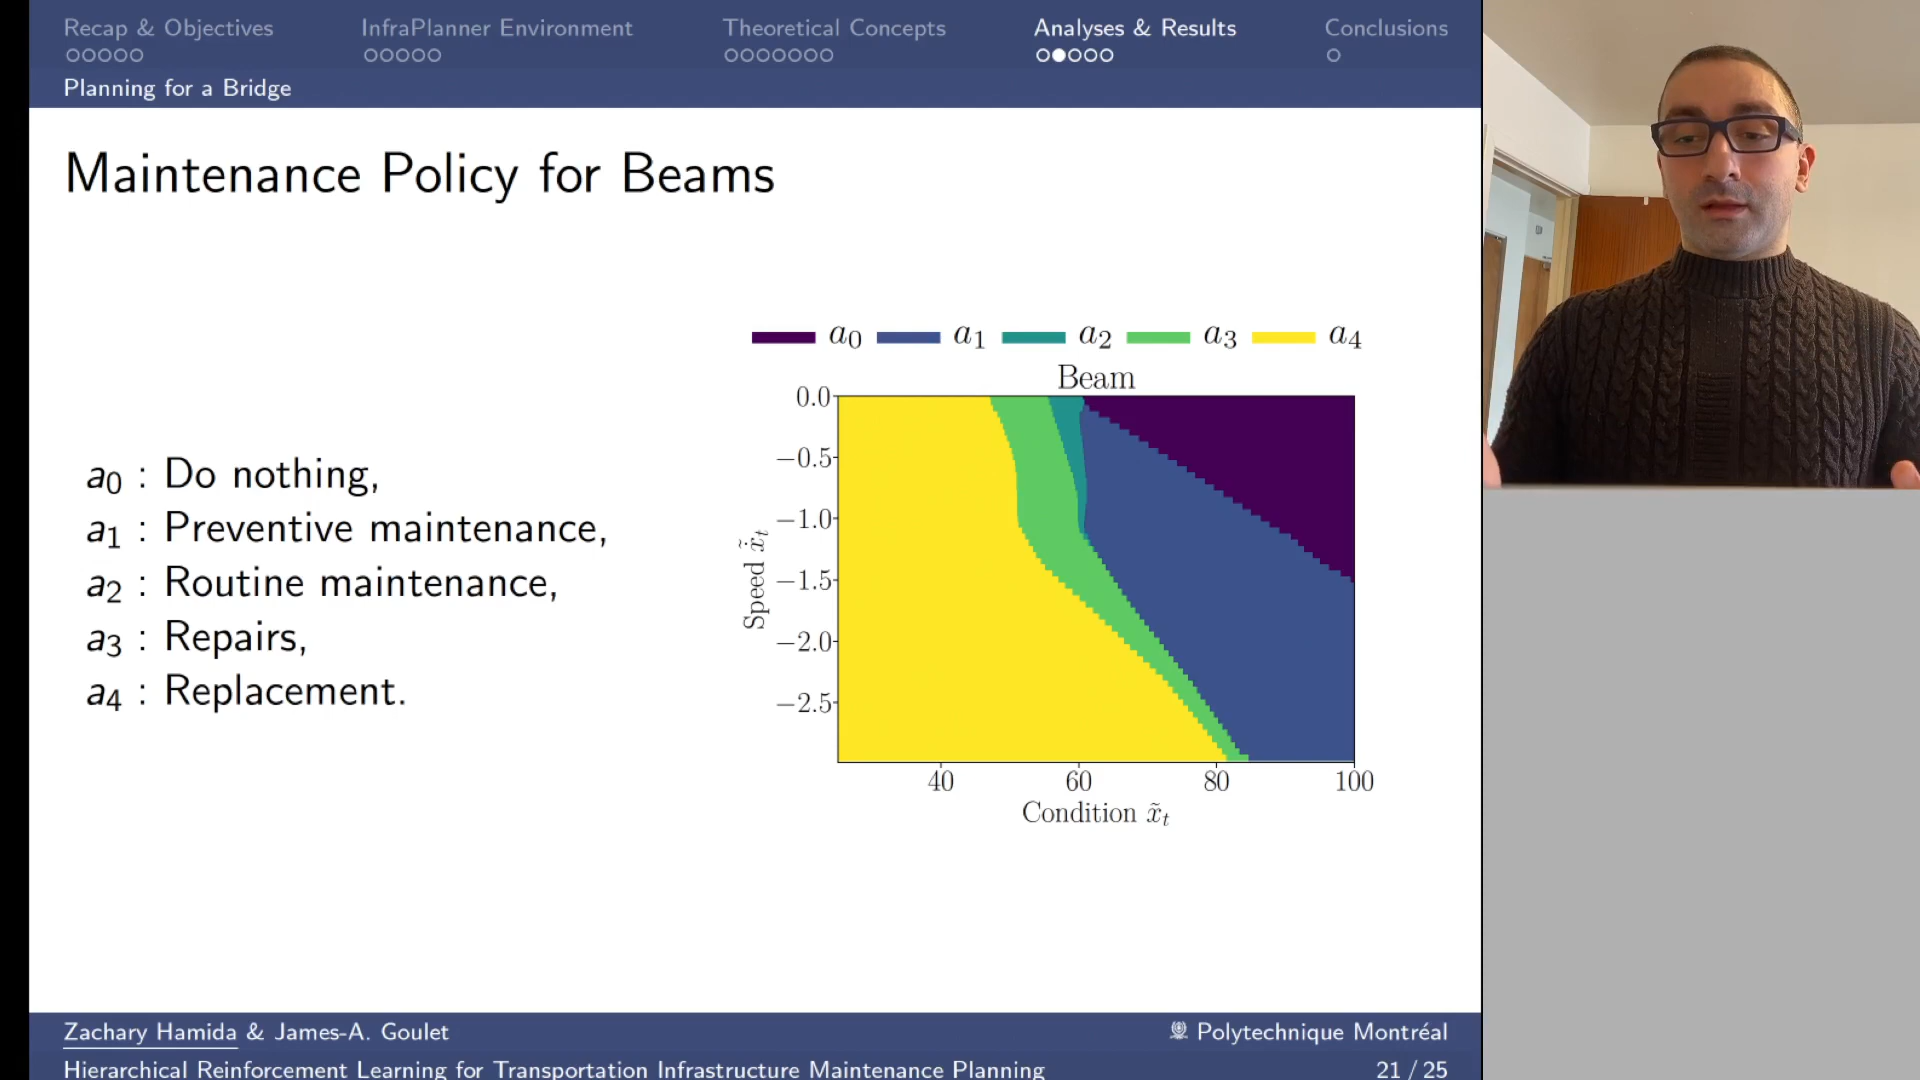 Recap & Objectives
InfraPlanner Environment
Theoretical Concepts
Analyses & Results
Conclusions
Planning for a Bridge
Maintenance Policy for Beams
a0 : Do nothing,
a1 : Preventive maintenance,
a2 : Routine maintenance,
a3 : Repairs,
a4 : Replacement.
a0 a1 a2 a3 a4
Beam
0.0
−0.5
−1.0
−1.5
−2.0
−2.5
Speed ẋ̃t
40 60 80 100
Condition x̃t
Zachary Hamida & James-A. Goulet
Polytechnique Montréal
Hierarchical Reinforcement Learning for Transportation Infrastructure Maintenance Planning
21 / 25